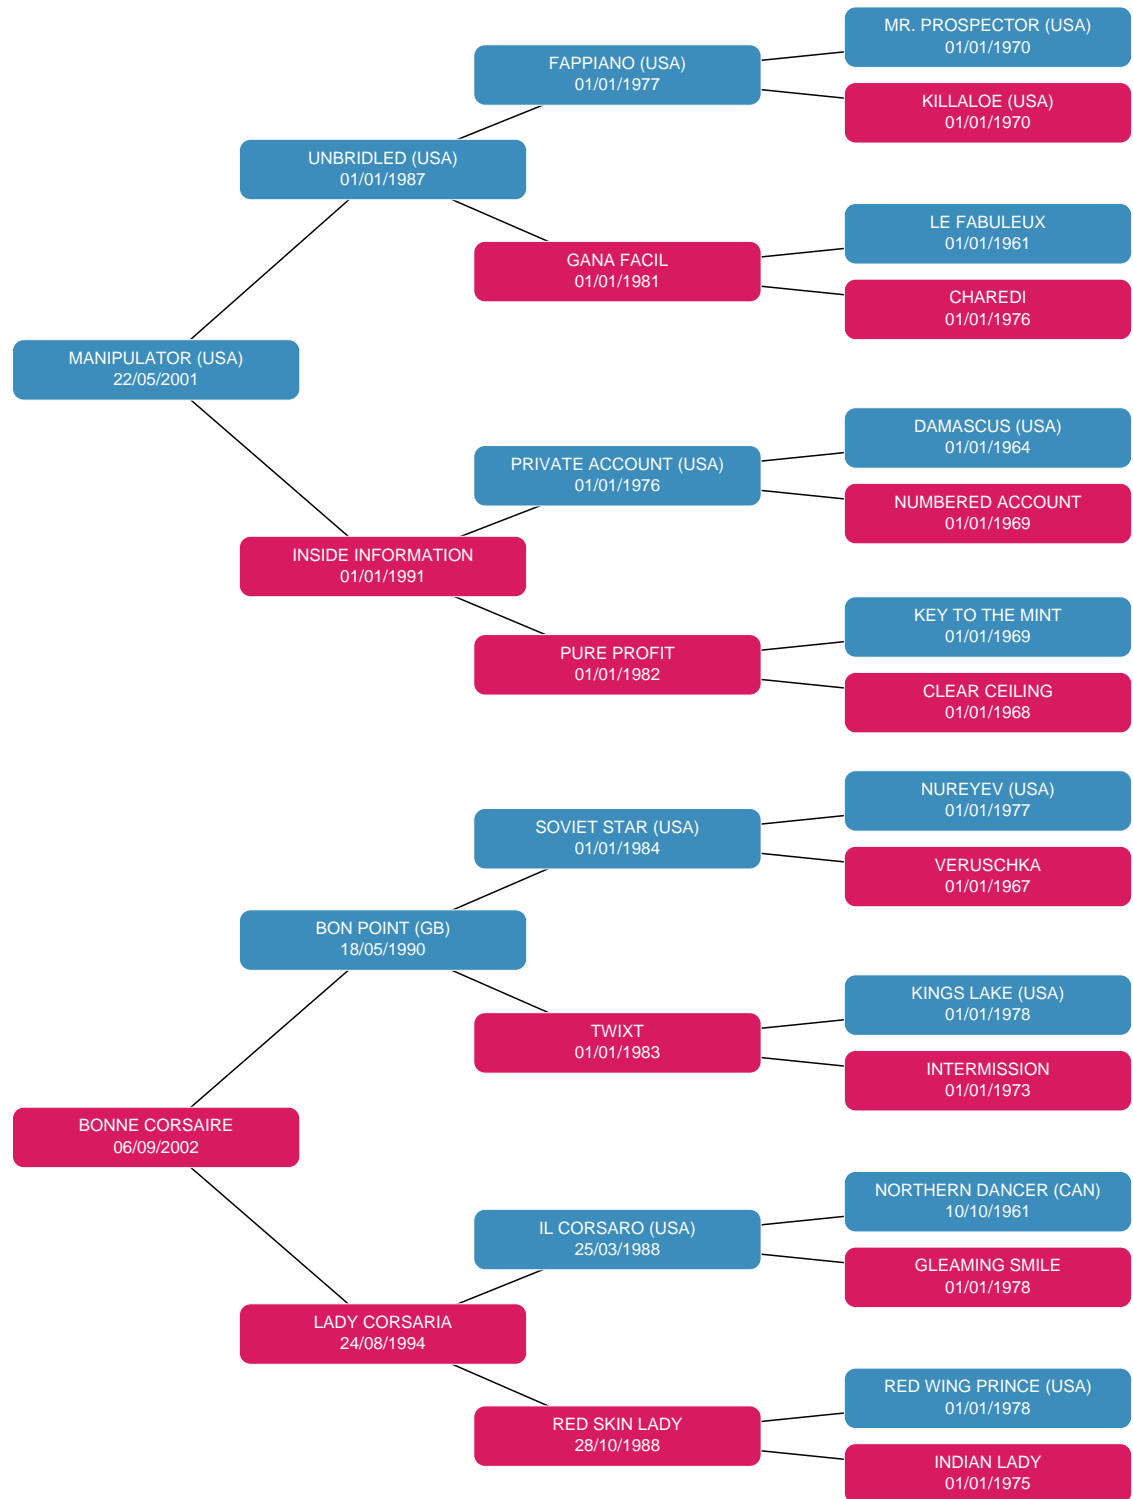 MR. PROSPECTOR (USA)
01/01/1970
FAPPIANO (USA)
01/01/1977
KILLALOE (USA)
01/01/1970
UNBRIDLED (USA)
01/01/1987
LE FABULEUX
01/01/1961
GANA FACIL
01/01/1981
CHAREDI
01/01/1976
MANIPULATOR (USA)
22/05/2001
DAMASCUS (USA)
01/01/1964
PRIVATE ACCOUNT (USA)
01/01/1976
NUMBERED ACCOUNT
01/01/1969
INSIDE INFORMATION
01/01/1991
KEY TO THE MINT
01/01/1969
PURE PROFIT
01/01/1982
CLEAR CEILING
01/01/1968
NUREYEV (USA)
01/01/1977
SOVIET STAR (USA)
01/01/1984
VERUSCHKA
01/01/1967
BON POINT (GB)
18/05/1990
KINGS LAKE (USA)
01/01/1978
TWIXT
01/01/1983
INTERMISSION
01/01/1973
BONNE CORSAIRE
06/09/2002
NORTHERN DANCER (CAN)
10/10/1961
IL CORSARO (USA)
25/03/1988
GLEAMING SMILE
01/01/1978
LADY CORSARIA
24/08/1994
RED WING PRINCE (USA)
01/01/1978
RED SKIN LADY
28/10/1988
INDIAN LADY
01/01/1975